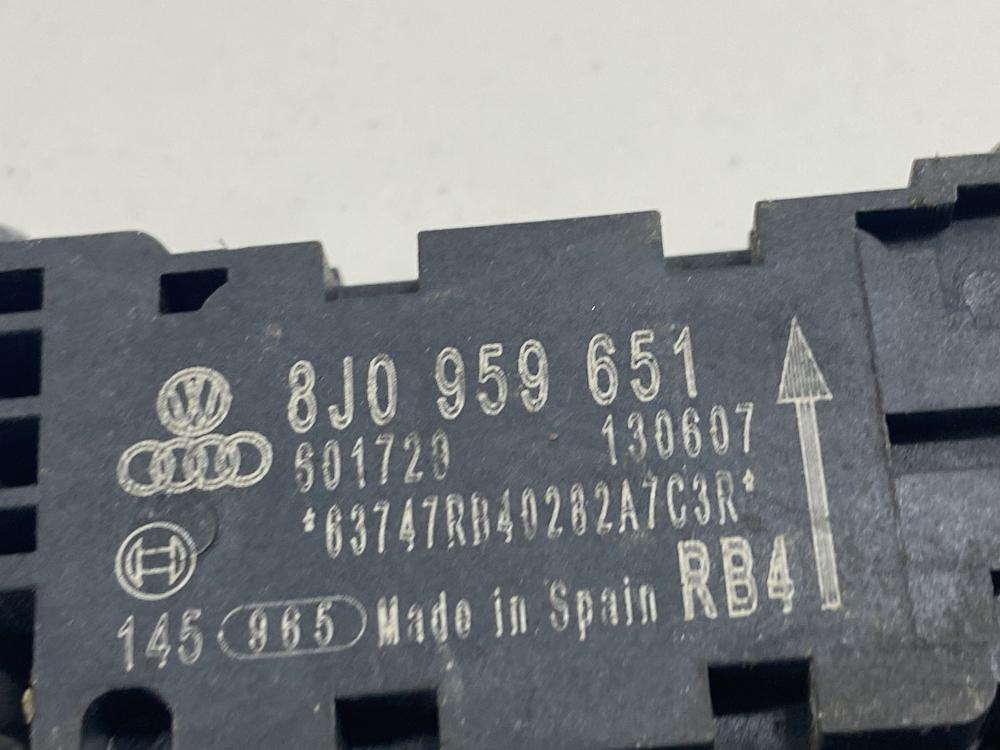 8J0 959 651
601720 130607
*63747RB40282A7C3R*
RB4
145 965 Made in Spain